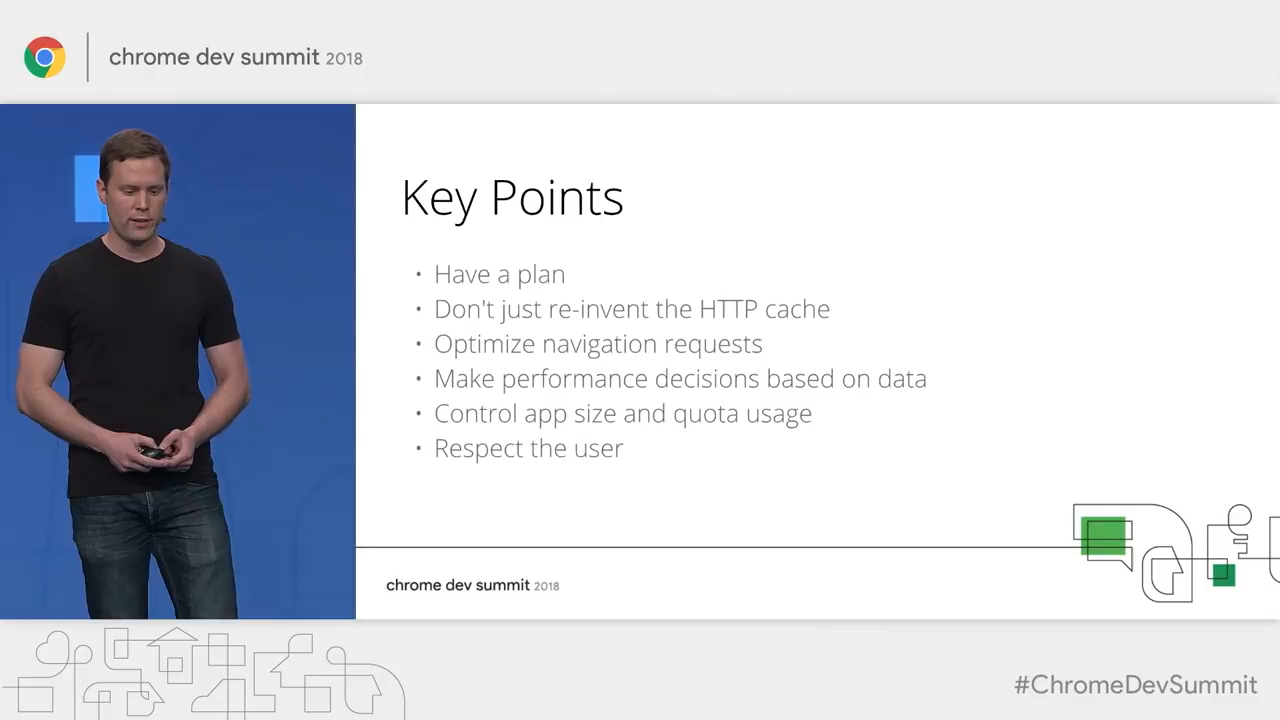 chrome dev summit 2018
Key Points
• Have a plan
• Don't just re-invent the HTTP cache
• Optimize navigation requests
• Make performance decisions based on data
• Control app size and quota usage
• Respect the user
chrome dev summit 2018
#ChromeDevSummit